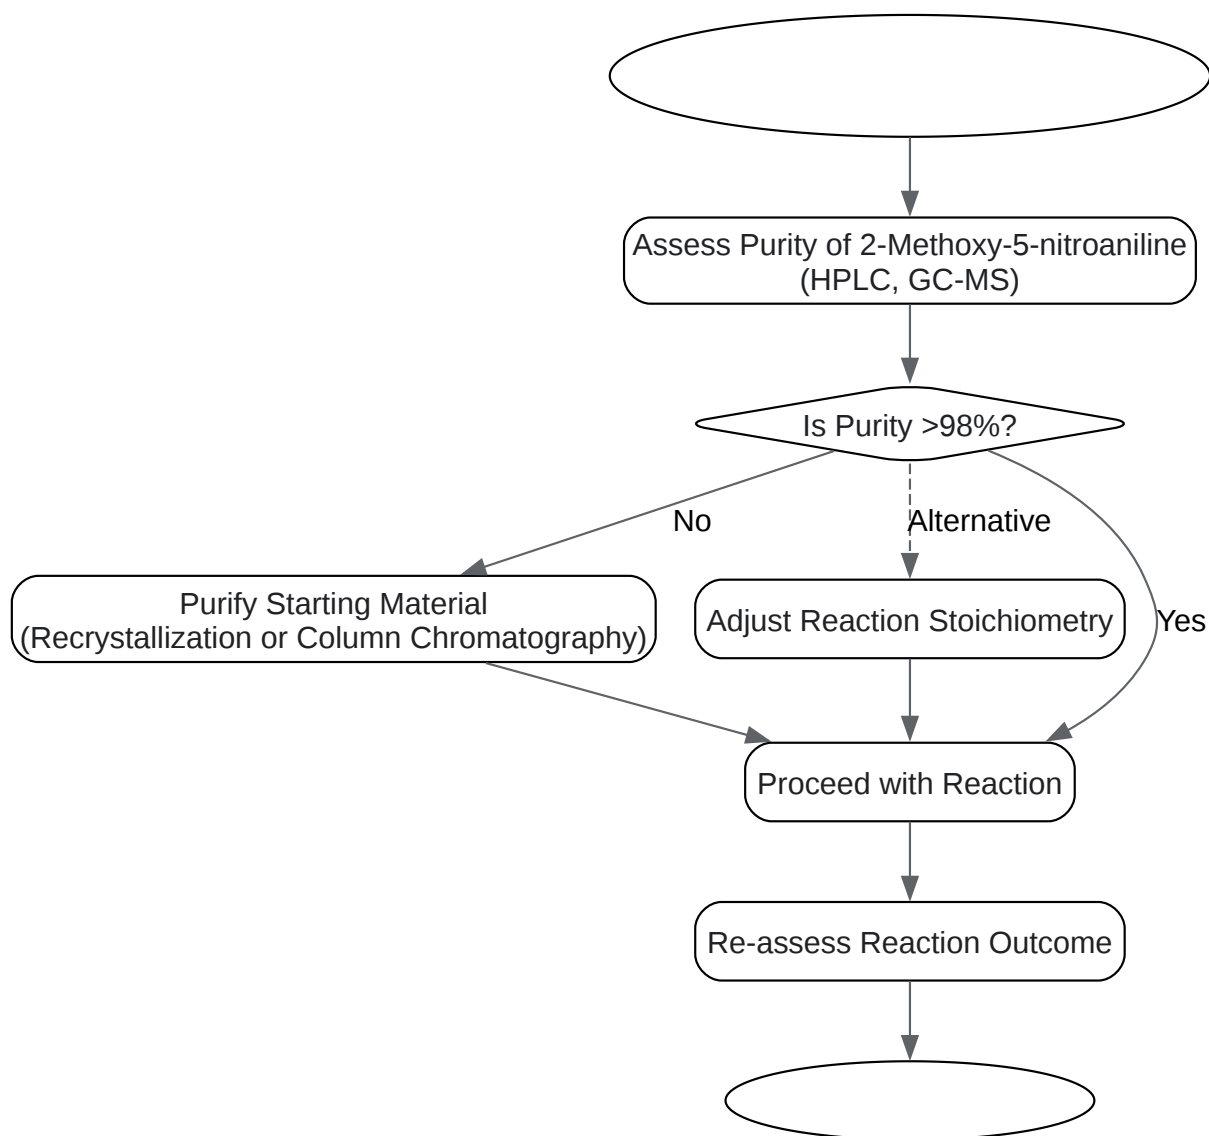 Assess Purity of 2-Methoxy-5-nitroaniline
(HPLC, GC-MS)
Is Purity >98%?
No
Alternative
Purify Starting Material
(Recrystallization or Column Chromatography)
Adjust Reaction Stoichiometry
Yes
Proceed with Reaction
Re-assess Reaction Outcome